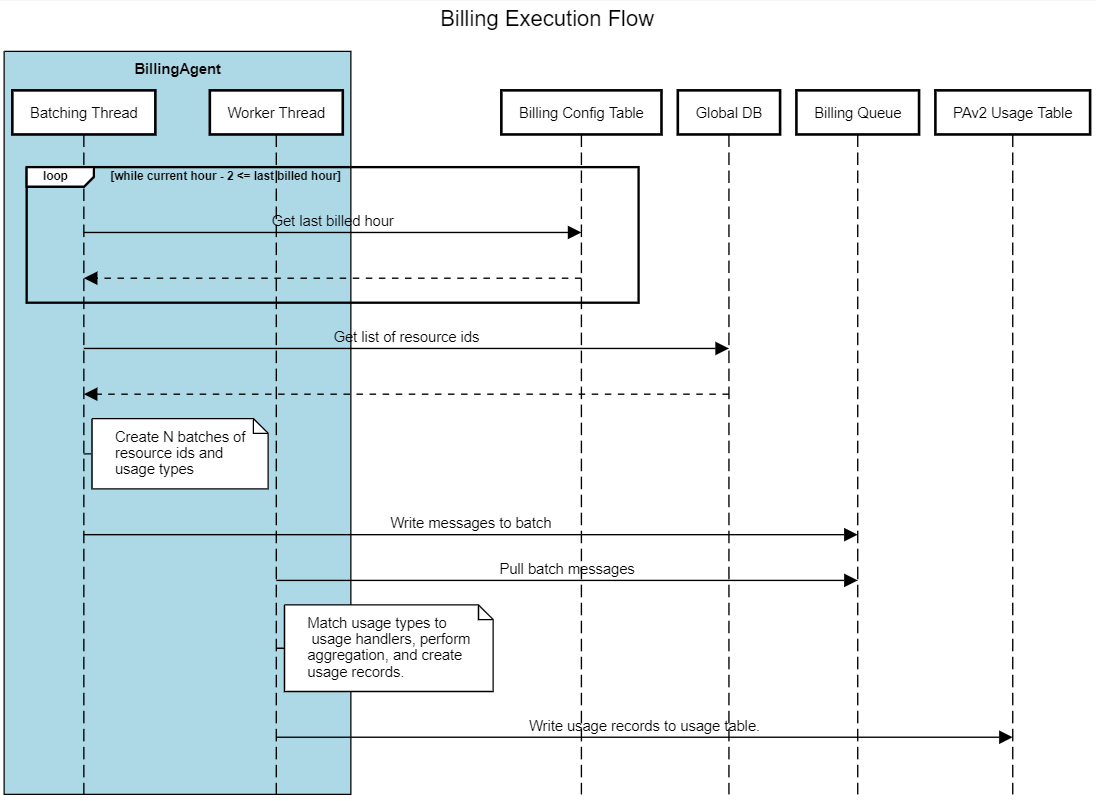 Billing Execution Flow
BillingAgent
Batching Thread
Worker Thread
Billing Config Table
Global DB
Billing Queue
PAv2 Usage Table
loop
[while current hour - 2 <= last billed hour]
Get last billed hour
Get list of resource ids
Create N batches of
resource ids and
usage types
Write messages to batch
Pull batch messages
Match usage types to
usage handlers, perform
aggregation, and create
usage records.
Write usage records to usage table.